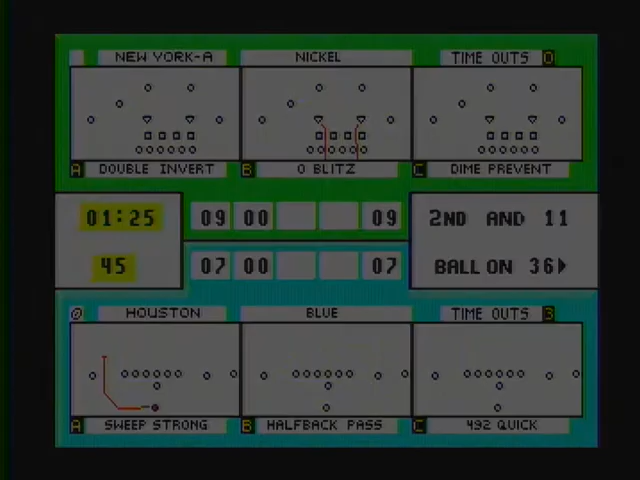 NEW YORK-A NICKEL TIME OUTS 0
A DOUBLE INVERT B 0 BLITZ C DIME PREVENT
01:25 09 00 09 2ND AND 11
45 07 00 07 BALL ON 36
0 HOUSTON BLUE TIME OUTS 3
A SWEEP STRONG B HALFBACK PASS C 492 QUICK